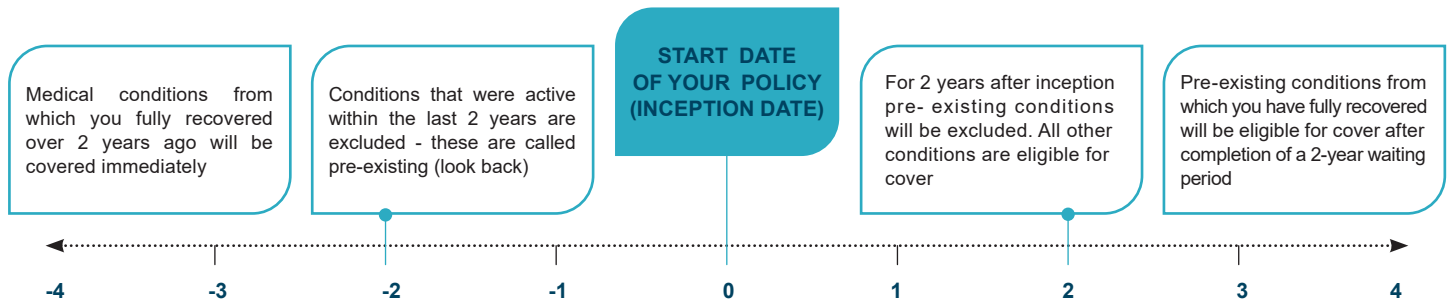 Medical conditions from
which you fully recovered
over 2 years ago will be
covered immediately
Conditions that were active
within the last 2 years are
excluded - these are called
pre-existing (look back)
START DATE
OF YOUR POLICY
(INCEPTION DATE)
For 2 years after inception
pre- existing conditions
will be excluded. All other
conditions are eligible for
cover
Pre-existing conditions from
which you have fully recovered
will be eligible for cover after
completion of a 2-year waiting
period
-4 -3 -2 -1 0 1 2 3 4